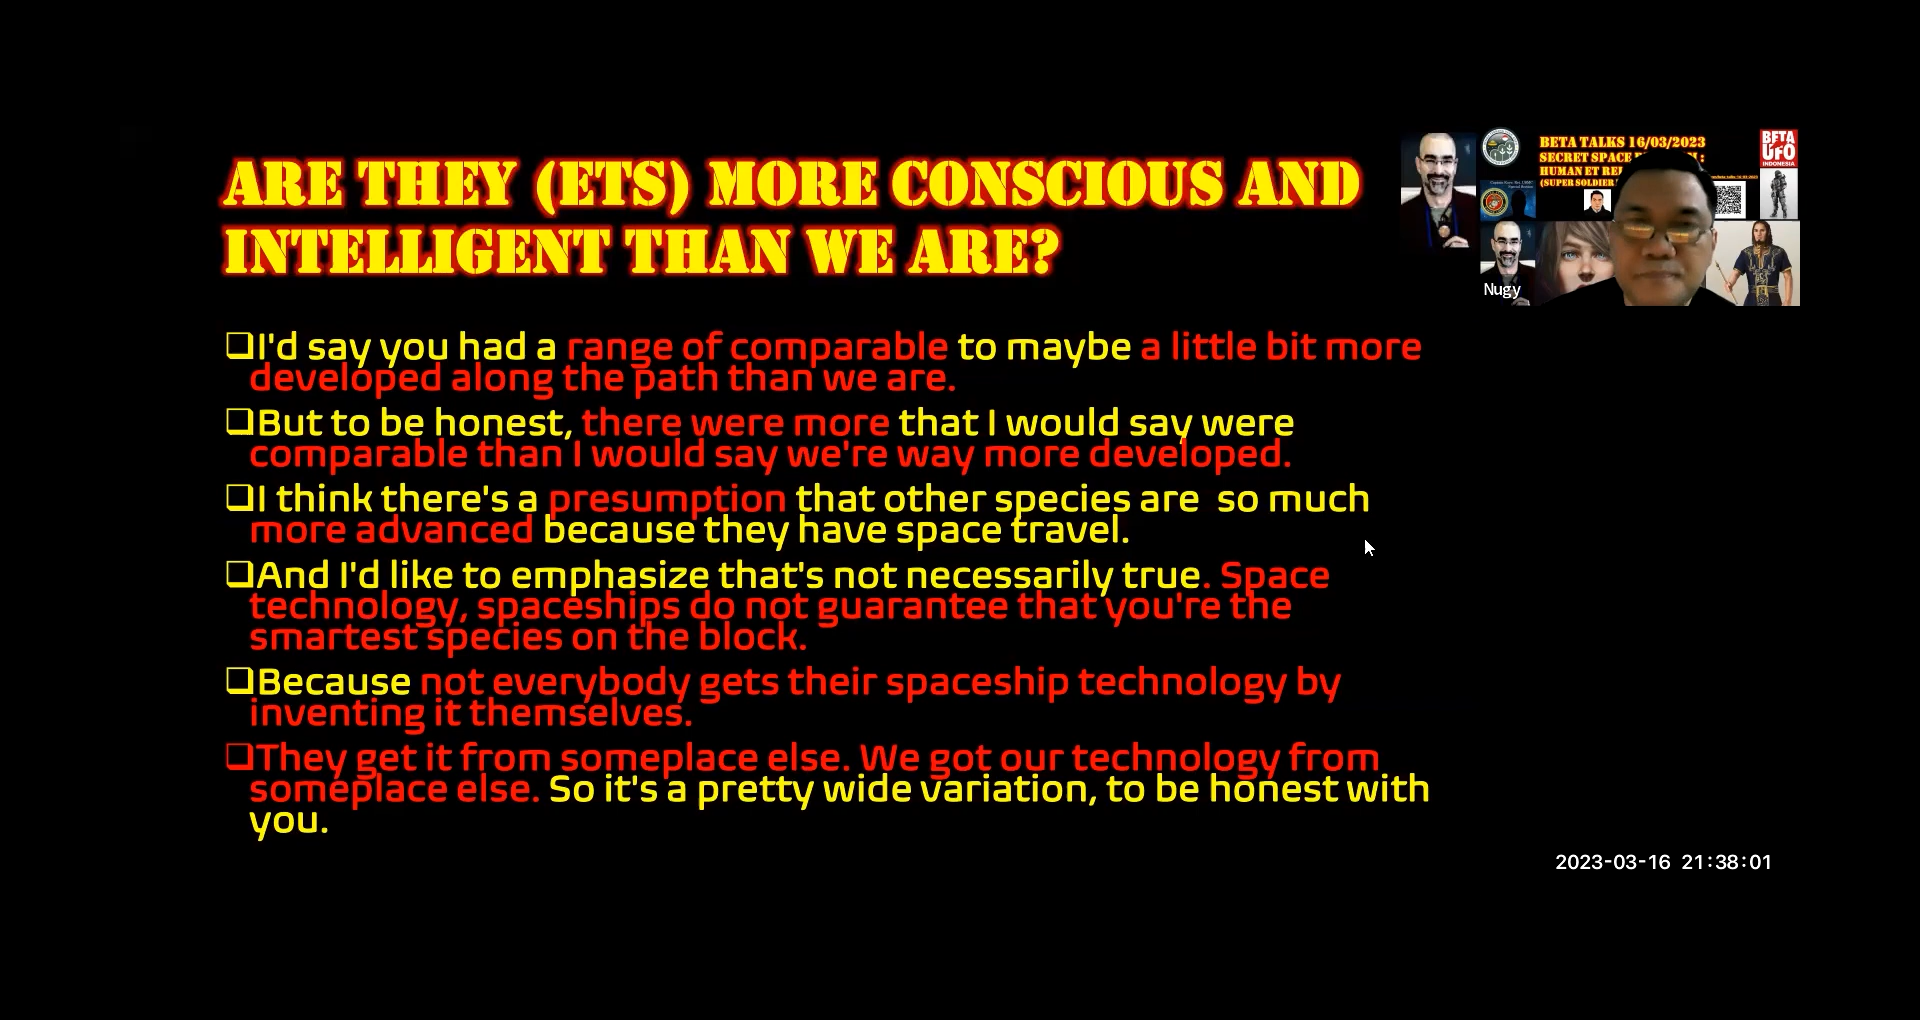 ARE THEY (ETS) MORE CONSCIOUS AND
INTELLIGENT THAN WE ARE?
❑I'd say you had a range of comparable to maybe a little bit more
developed along the path than we are.
❑But to be honest, there were more that I would say were
comparable than I would say we're way more developed.
❑I think there's a presumption that other species are so much
more advanced because they have space travel.
❑And I'd like to emphasize that's not necessarily true. Space
technology, spaceships do not guarantee that you're the
smartest species on the block.
❑Because not everybody gets their spaceship technology by
inventing it themselves.
❑They get it from someplace else. We got our technology from
someplace else. So it's a pretty wide variation, to be honest with
you.
BETA TALKS 16/03/2023
SECRET SPACE
HUMAN ET
(SUPER SOLDIER
BETA
UFO
INDONESIA
Nugy
2023-03-16 21:38:01